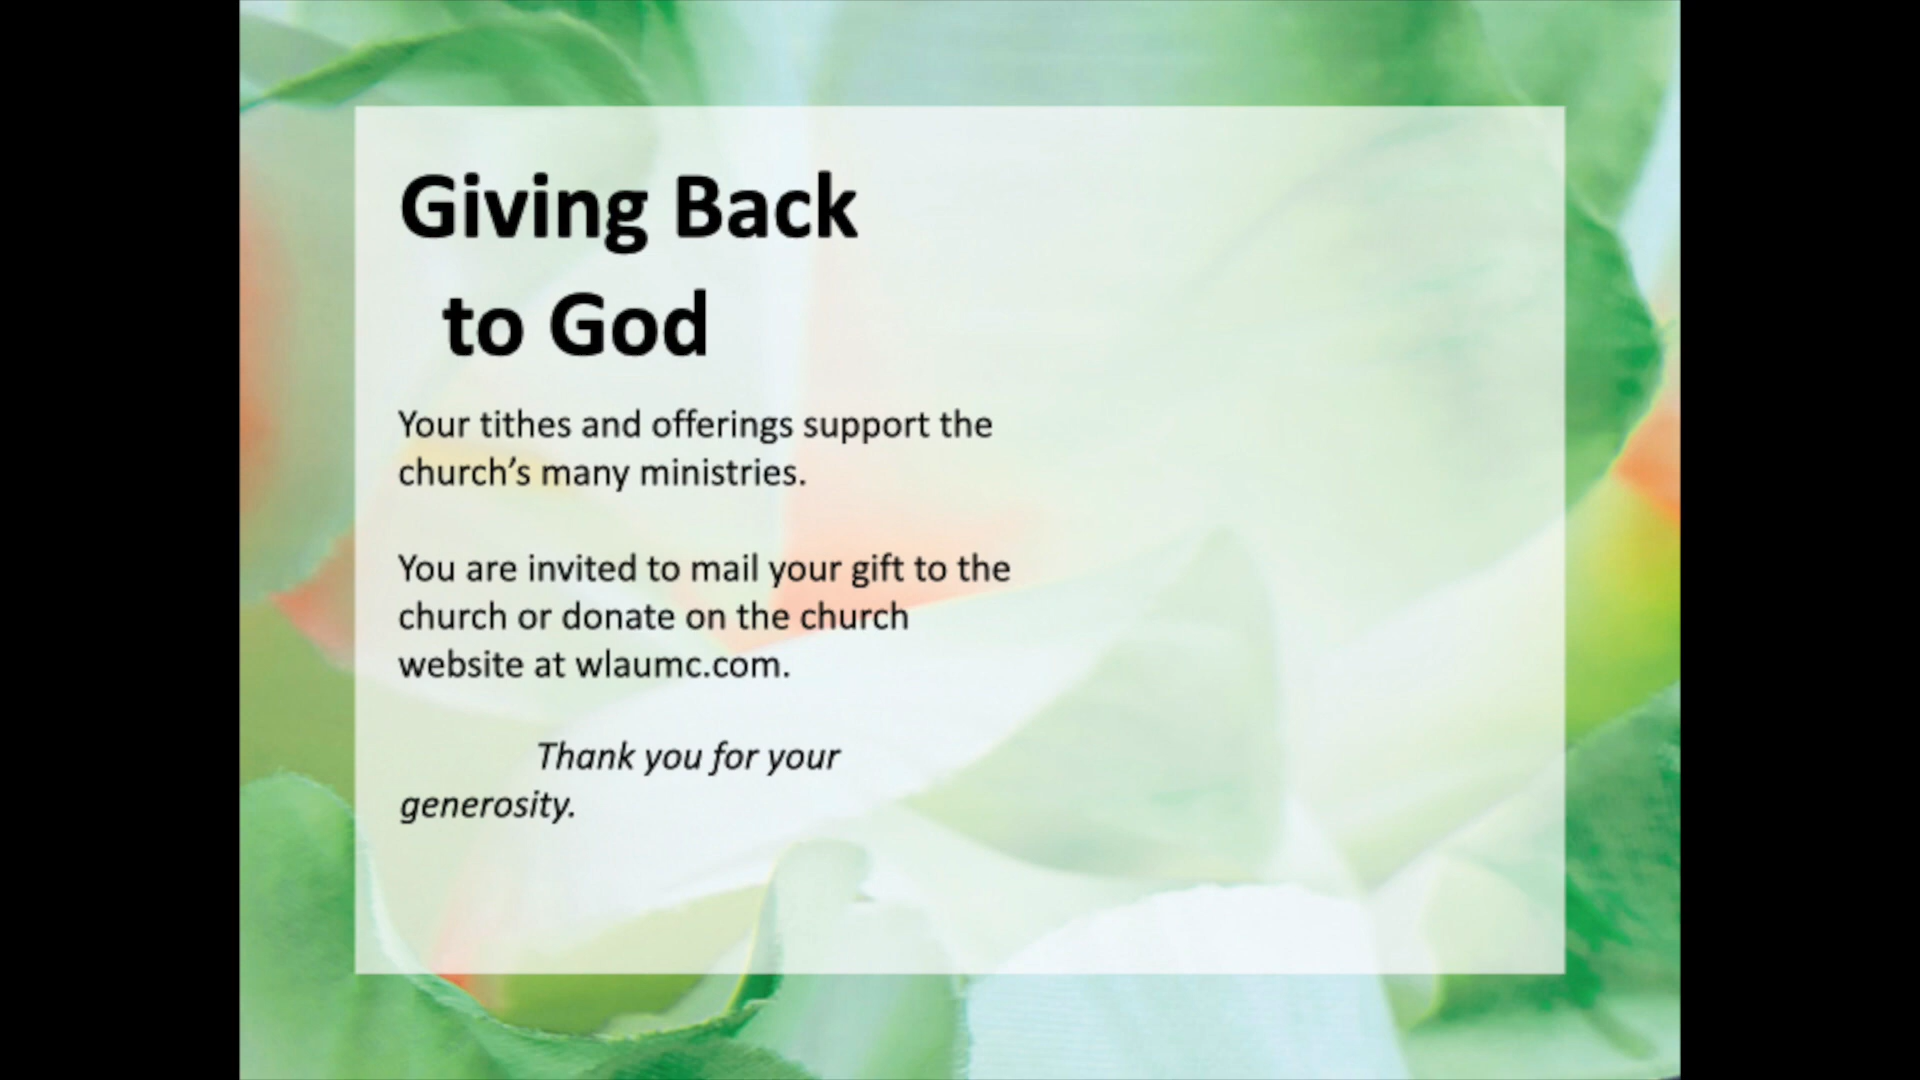 Giving Back
to God
Your tithes and offerings support the
church’s many ministries.
You are invited to mail your gift to the
church or donate on the church
website at wlaumc.com.
Thank you for your
generosity.